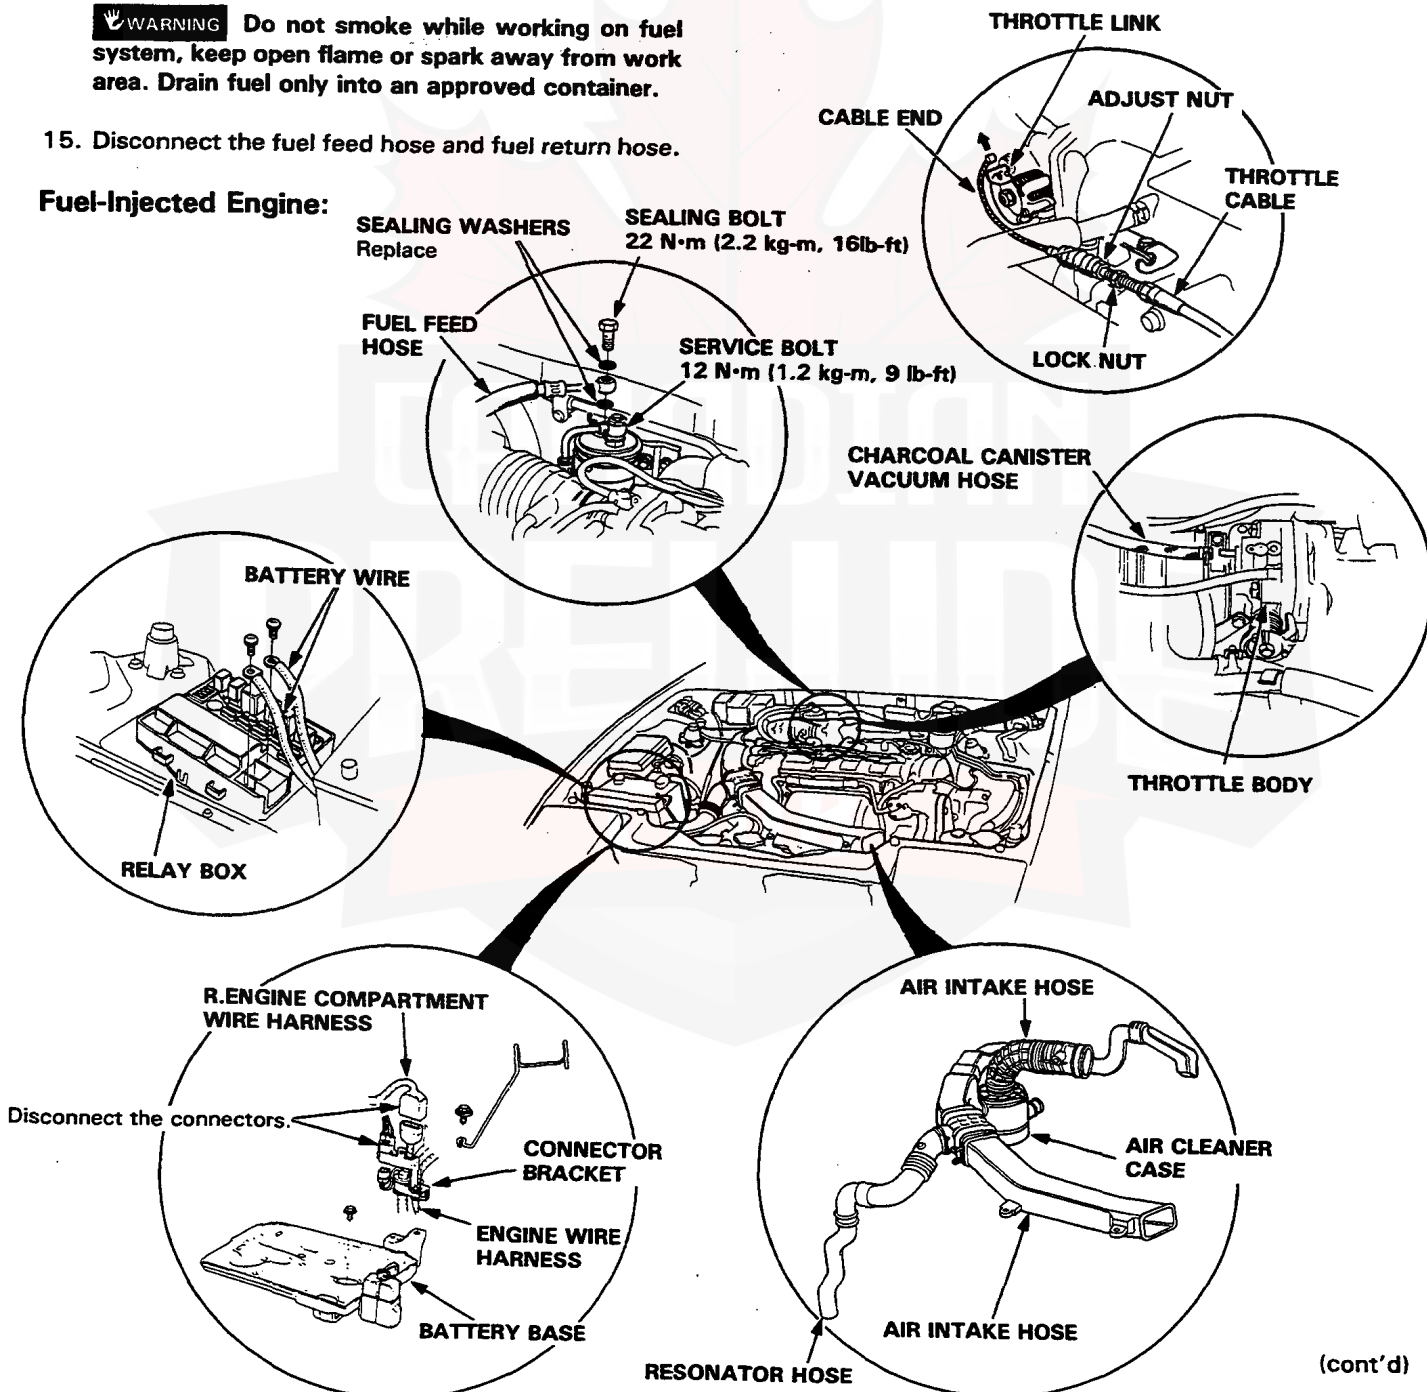 WARNING Do not smoke while working on fuel
system, keep open flame or spark away from work
area. Drain fuel only into an approved container.
15. Disconnect the fuel feed hose and fuel return hose.
Fuel-Injected Engine:
THROTTLE LINK
ADJUST NUT
CABLE END
THROTTLE
CABLE
LOCK NUT
SEALING WASHERS
Replace
SEALING BOLT
22 N·m (2.2 kg-m, 16lb-ft)
FUEL FEED
HOSE
SERVICE BOLT
12 N·m (1.2 kg-m, 9 lb-ft)
CHARCOAL CANISTER
VACUUM HOSE
THROTTLE BODY
BATTERY WIRE
RELAY BOX
R.ENGINE COMPARTMENT
WIRE HARNESS
Disconnect the connectors.
CONNECTOR
BRACKET
ENGINE WIRE
HARNESS
BATTERY BASE
AIR INTAKE HOSE
AIR CLEANER
CASE
AIR INTAKE HOSE
RESONATOR HOSE
(cont'd)
CANADIAN
PRELUDE